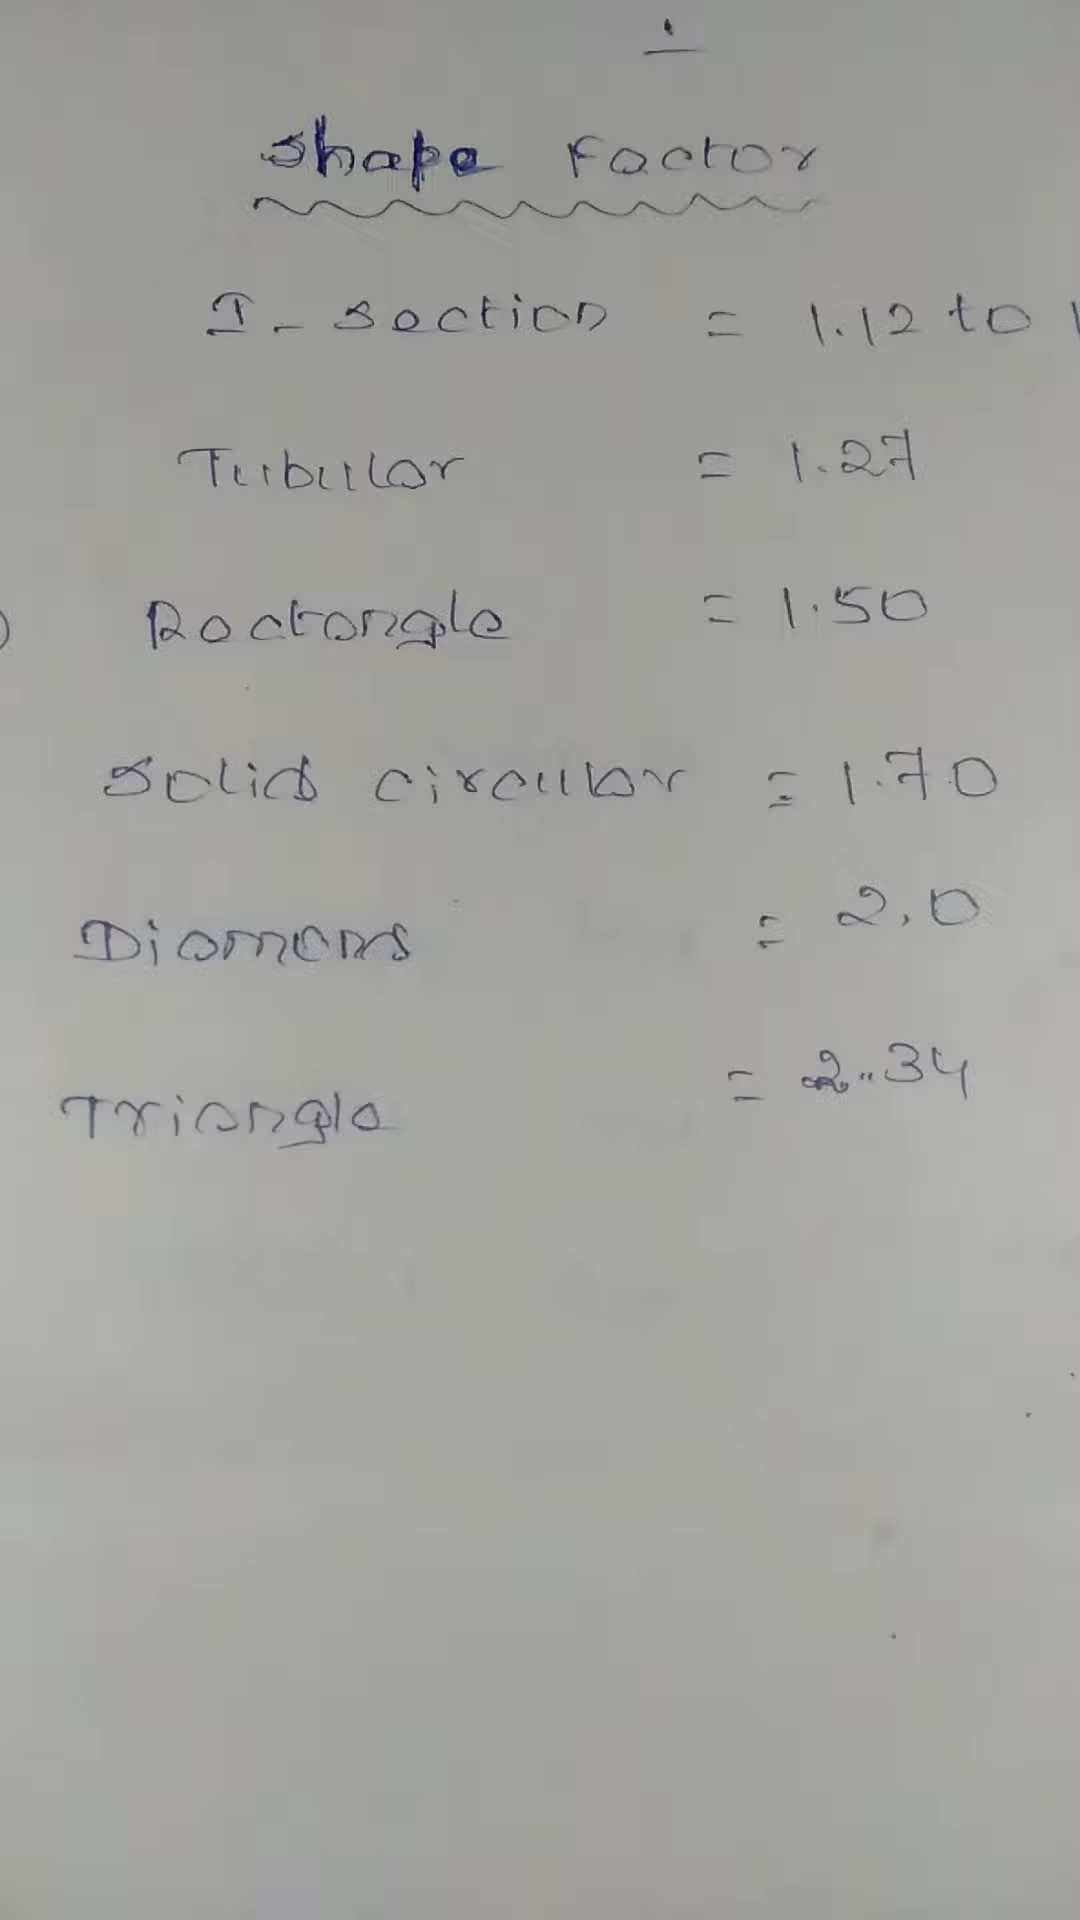 Shape Factor
I - Section = 1.12 to 1
Tubular = 1.27
Rectangle = 1.50
Solid circular = 1.70
Diamond = 2.0
Triangle = 2.34